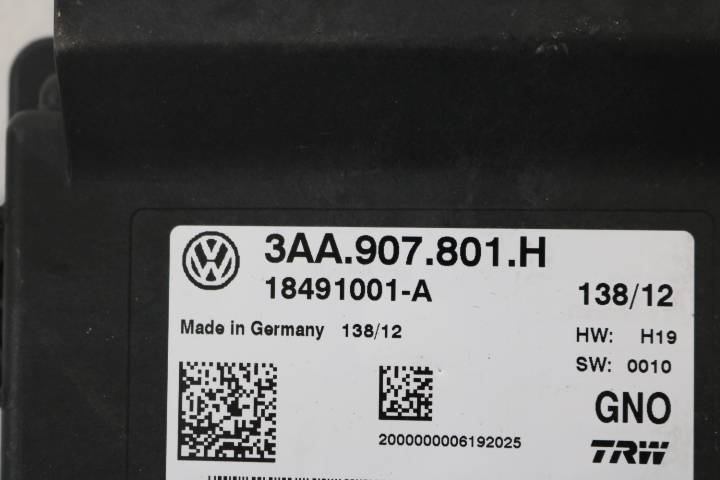 3AA.907.801.H
18491001-A 138/12
Made in Germany 138/12
HW: H19
SW: 0010
GNO
2000000006192025
TRW